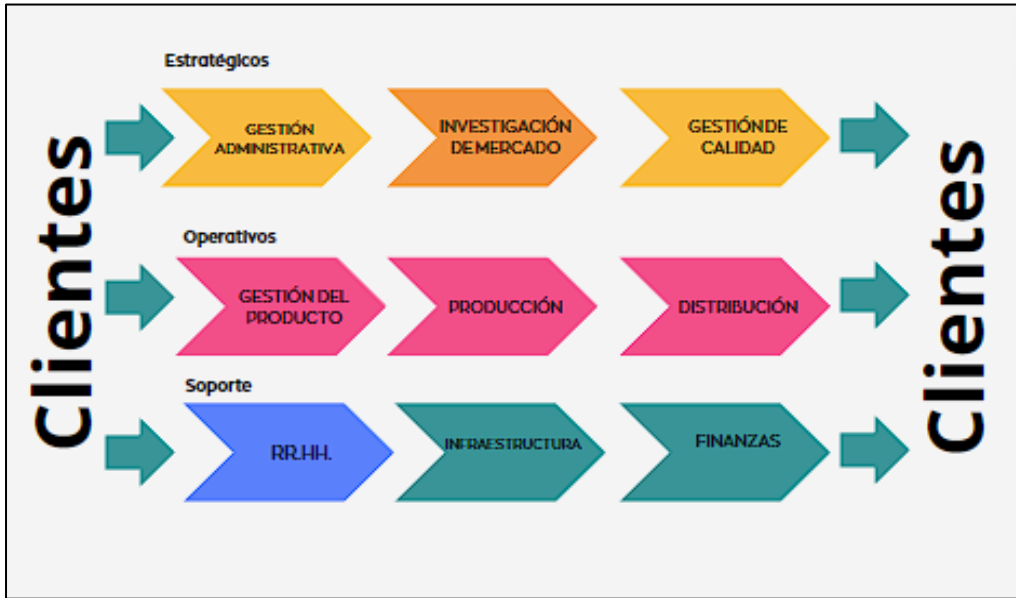 Clientes
Estratégicos
GESTIÓN
ADMINISTRATIVA
INVESTIGACIÓN
DE MERCADO
GESTIÓN DE
CALIDAD
Operativos
GESTIÓN DEL
PRODUCTO
PRODUCCIÓN
DISTRIBUCIÓN
Soporte
RR.HH.
INFRAESTRUCTURA
FINANZAS
Clientes